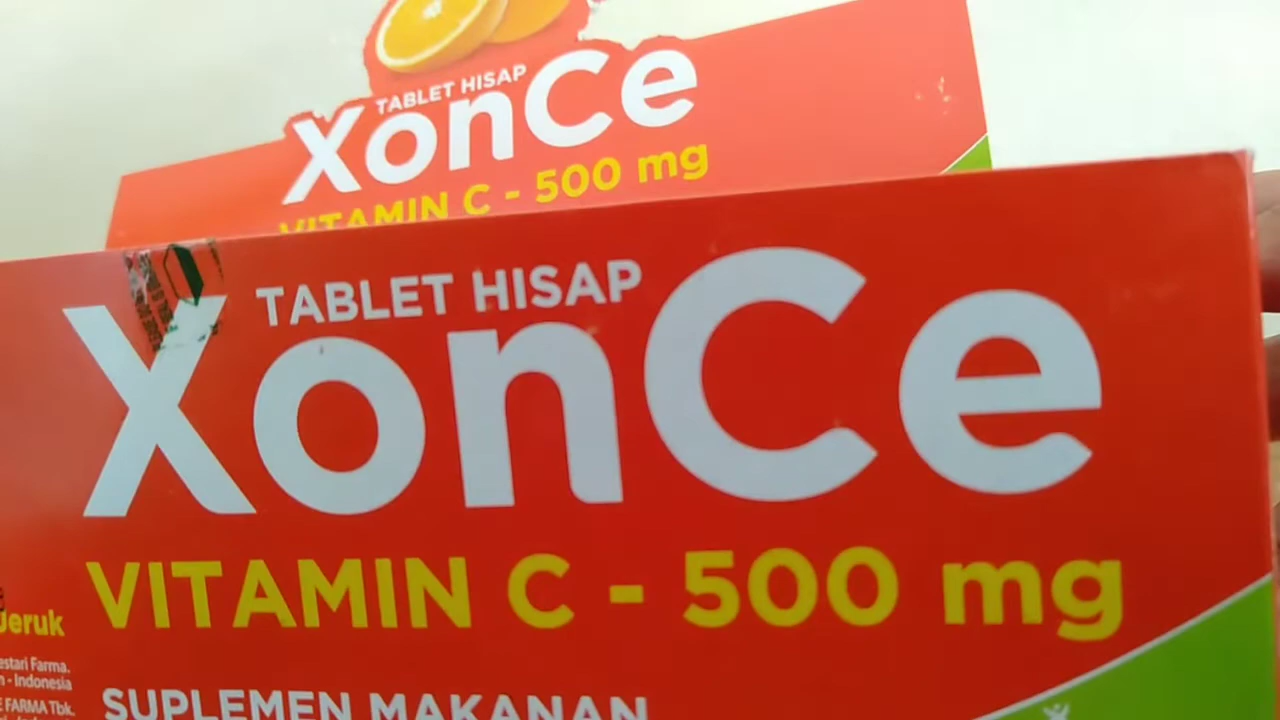 TABLET HISAP
XonCe
VITAMIN C - 500 mg
TABLET HISAP
XonCe
VITAMIN C - 500 mg
SUPLEMEN MAKANAN
Jeruk
Farma.
- Indonesia
FARMA Tbk.